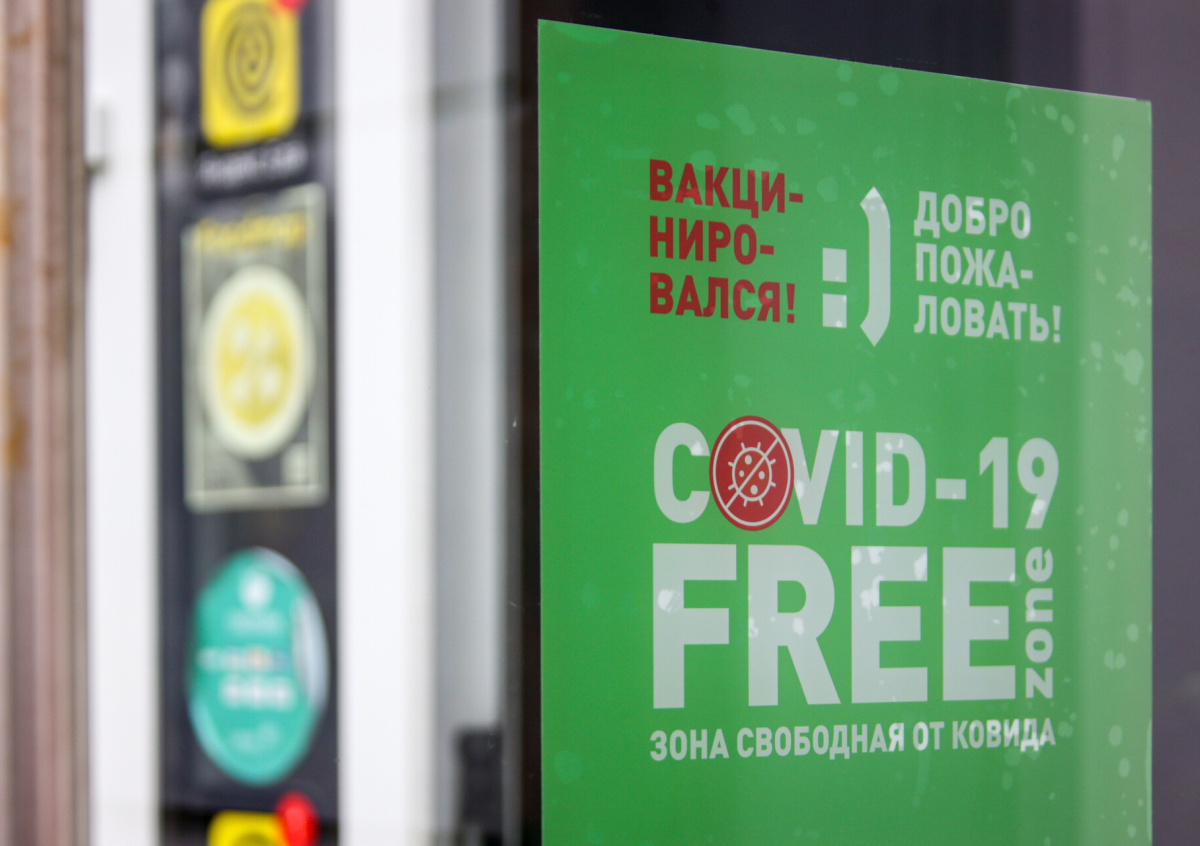 ВАКЦИ-
НИРО-
ВАЛСЯ!
:)
ДОБРО
ПОЖА-
ЛОВАТЬ!
COVID-19
FREE
zone
ЗОНА СВОБОДНАЯ ОТ КОВИДА